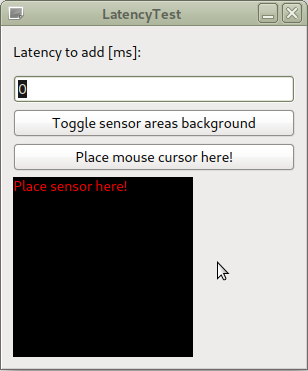 LatencyTest
Latency to add [ms]:
0
Toggle sensor areas background
Place mouse cursor here!
Place sensor here!